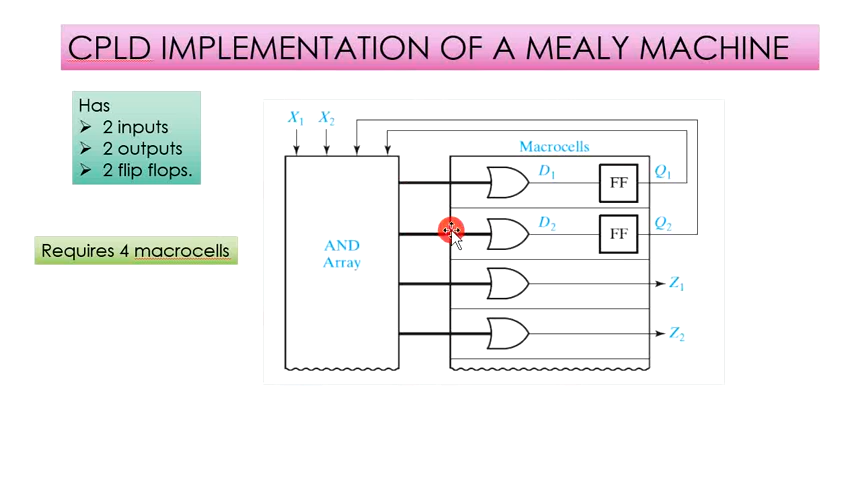 CPLD IMPLEMENTATION OF A MEALY MACHINE
Has
➢ 2 inputs
➢ 2 outputs
➢ 2 flip flops.
Requires 4 macrocells
X₁ X₂
Macrocells
D₁ FF Q₁
D₂ FF Q₂
AND
Array
Z₁
Z₂